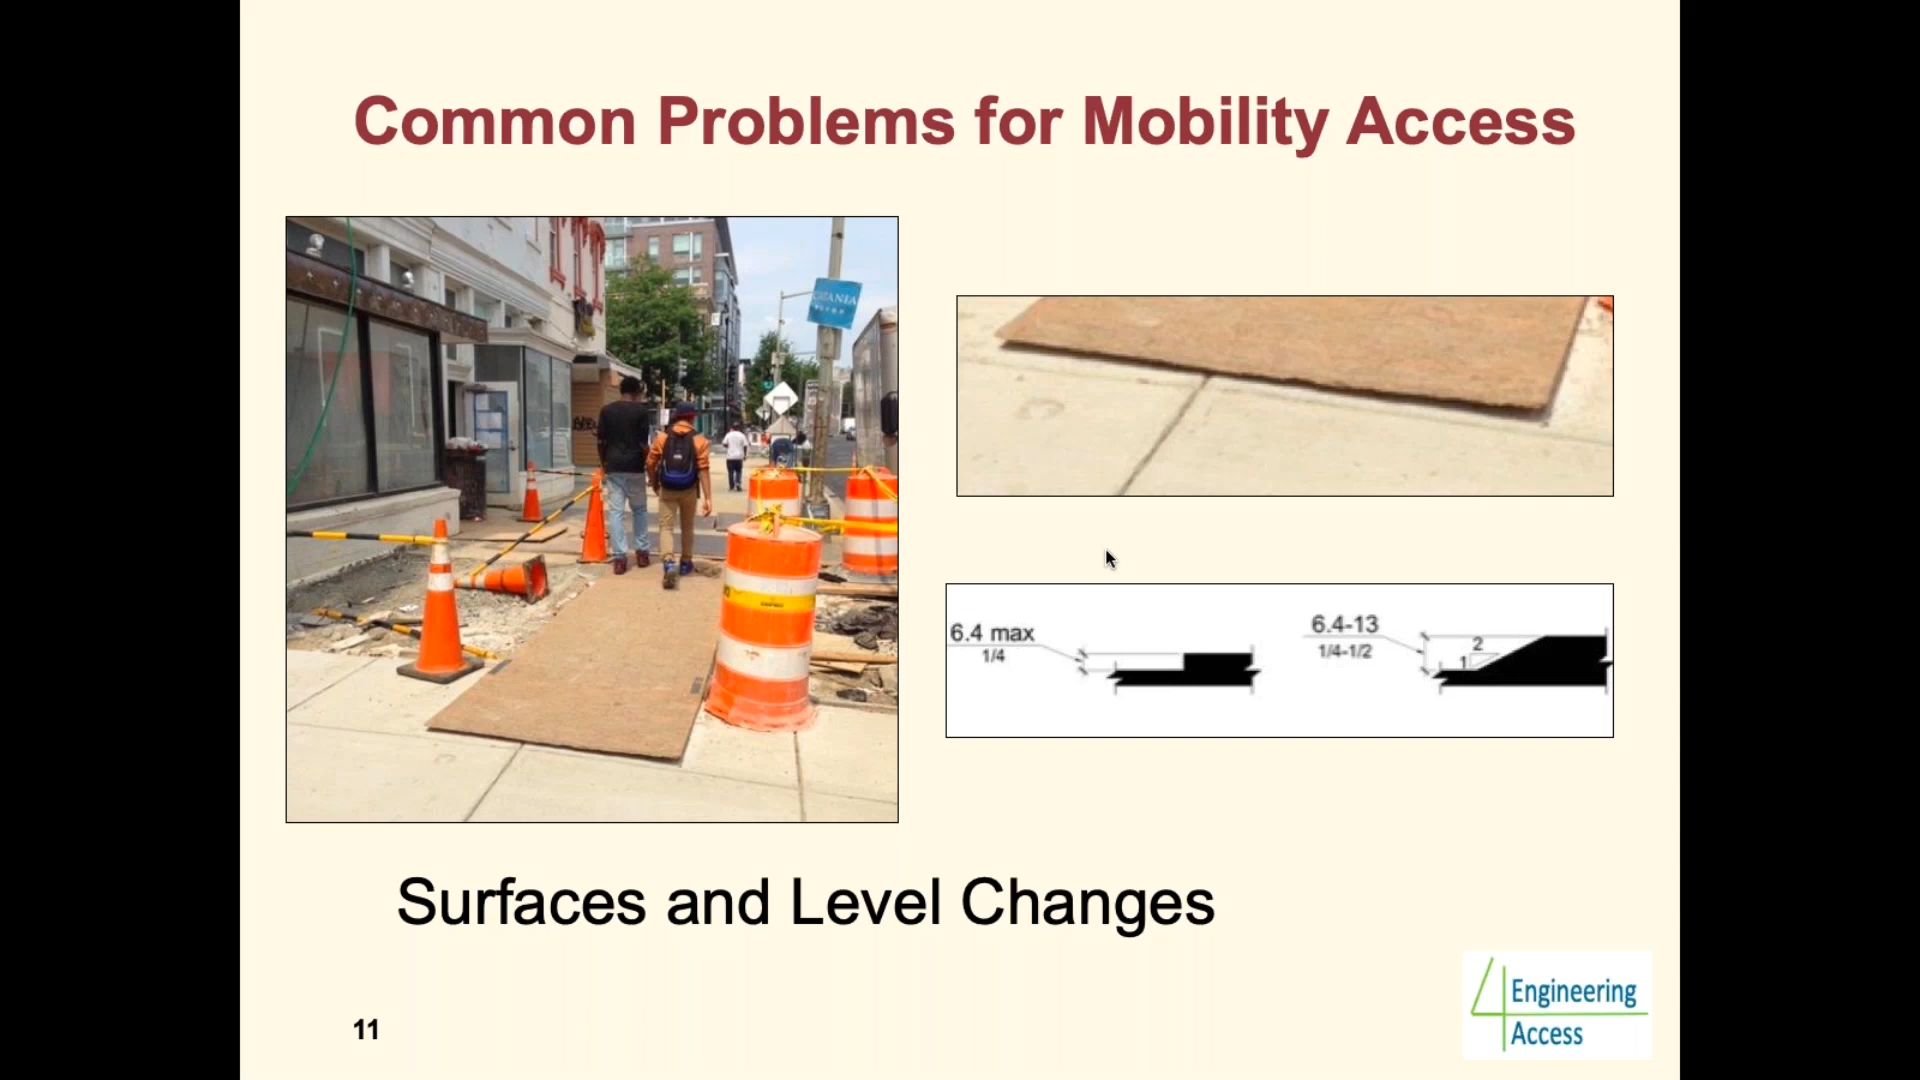 Common Problems for Mobility Access
6.4 max
1/4
6.4-13
1/4-1/2
2
1
Surfaces and Level Changes
11
4
Engineering
Access